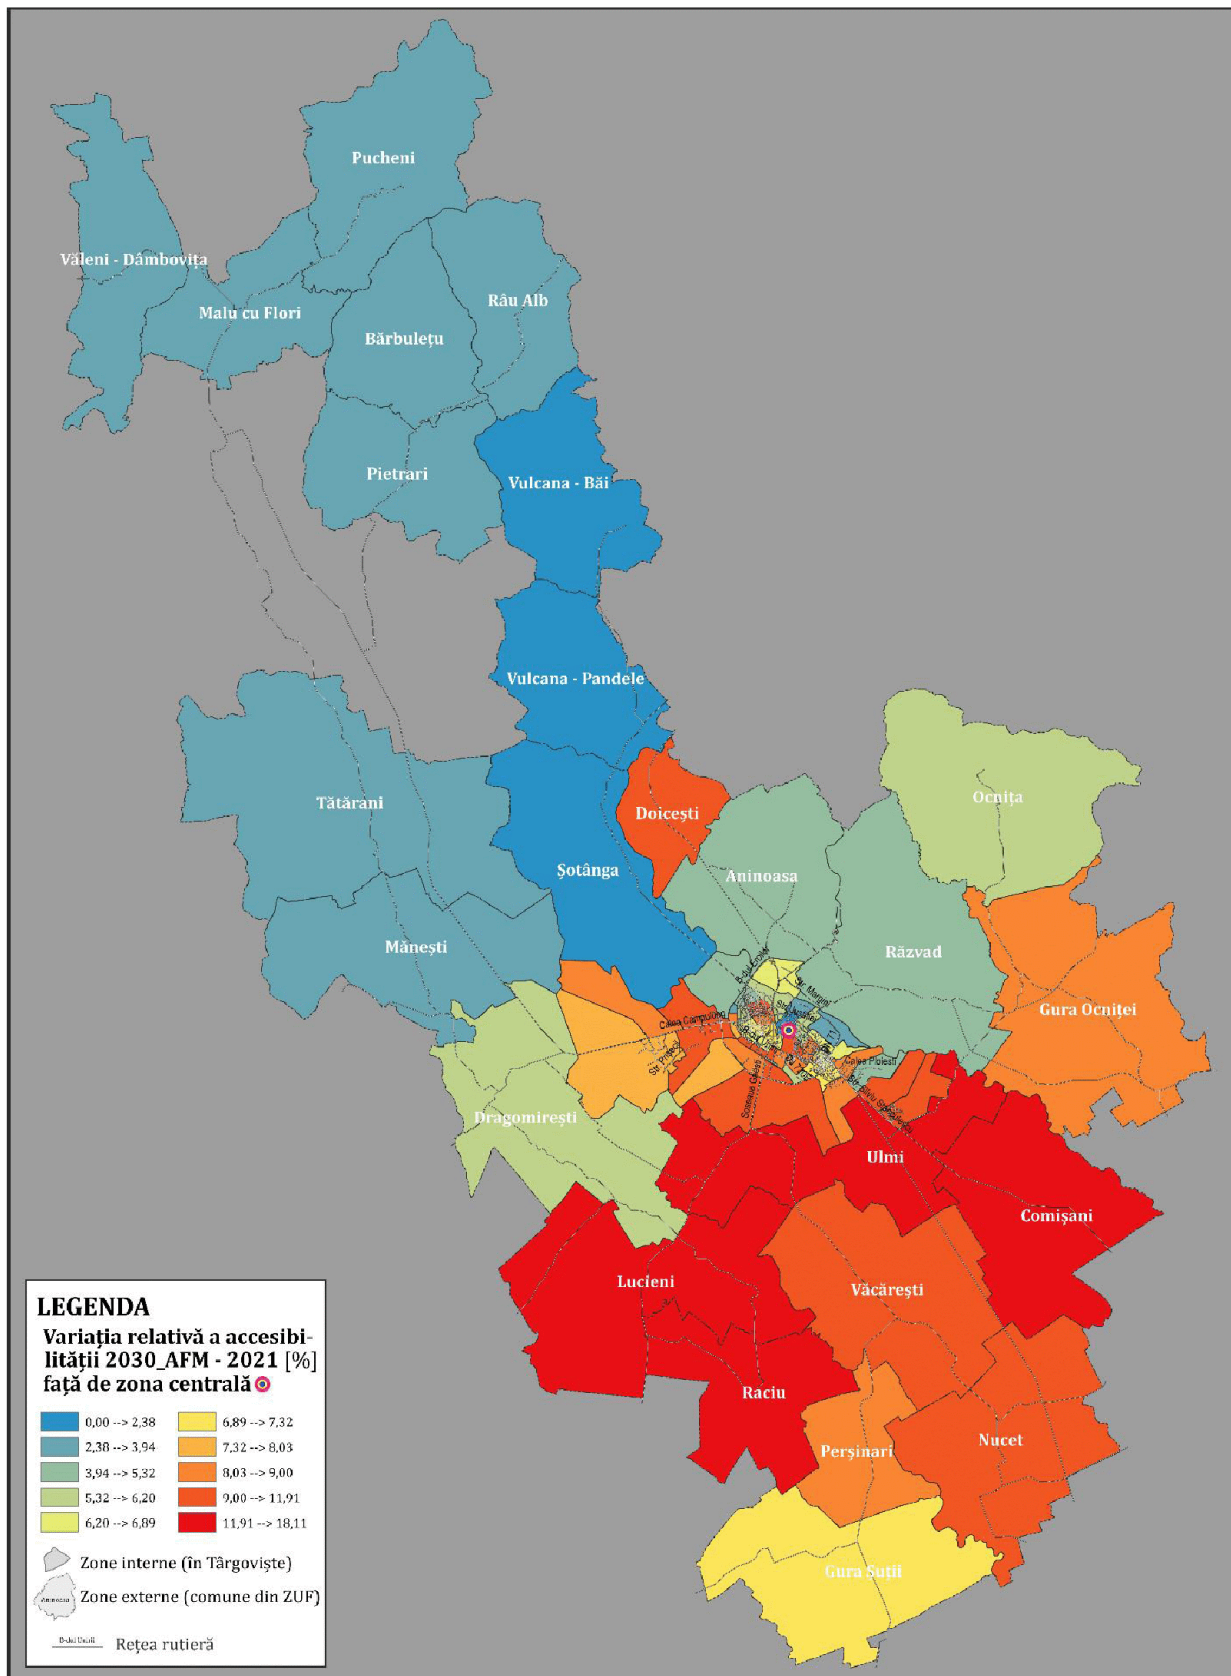 Pucheni
Văleni - Dâmbovița
Malu cu Flori
Râu Alb
Bărbulețu
Pietrari
Vulcana - Băi
Vulcana - Pandele
Tătărani
Doicești
Ocnița
Șotânga
Aninoasa
Mănești
Răzvad
Gura Ocniței
Calea Câmpulung
Calea Ploiești
Dragomirești
Ulmi
Comișani
Lucieni
Văcărești
Raciu
Perșinari
Nucet
Gura Șuții
LEGENDA
Variația relativă a accesibi-
lității 2030_AFM - 2021 [%]
față de zona centrală
0,00 --> 2,38
6,89 --> 7,32
2,38 --> 3,94
7,32 --> 8,03
3,94 --> 5,32
8,03 --> 9,00
5,32 --> 6,20
9,00 --> 11,91
6,20 --> 6,89
11,91 --> 18,11
Zone interne (în Târgoviște)
Aninoasa
Zone externe (comune din ZUF)
B-dul Unirii
Rețea rutieră